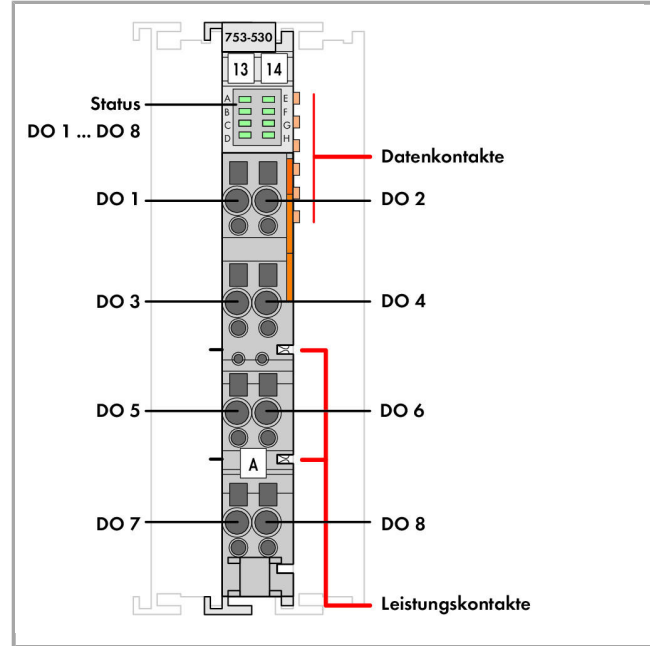 753-530
13 14
Status
DO 1 ... DO 8
A E
B F
C G
D H
Datenkontakte
DO 1
DO 2
DO 3
DO 4
DO 5
DO 6
A
DO 7
DO 8
Leistungskontakte